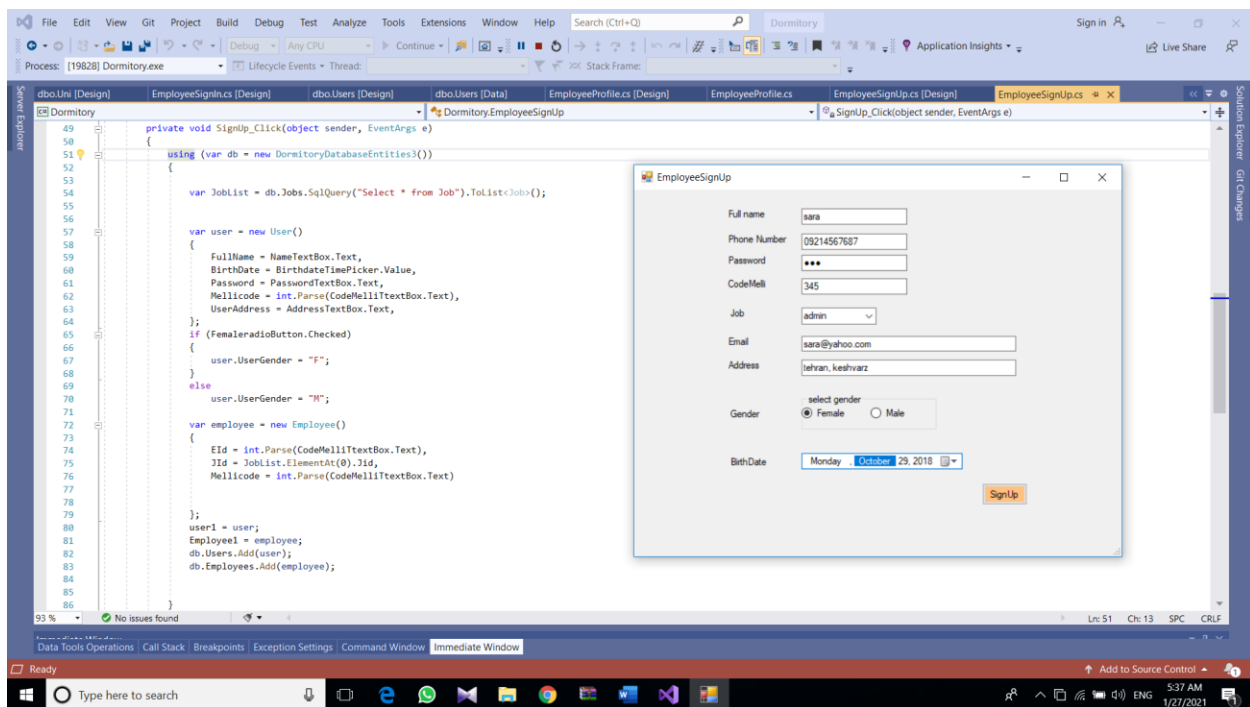 File Edit View Git Project Build Debug Test Analyze Tools Extensions Window Help Search (Ctrl+Q) Dormitory Sign in
Debug Any CPU Continue Application Insights Live Share
Process: [19828] Dormitory.exe Lifecycle Events Thread: Stack Frame:
dbo.Uni [Design] EmployeeSignIn.cs [Design] dbo.Users [Design] dbo.Users [Data] EmployeeProfile.cs [Design] EmployeeProfile.cs EmployeeSignUp.cs [Design] EmployeeSignUp.cs
Dormitory Dormitory.EmployeeSignUp SignUp_Click(object sender, EventArgs e)
Server Explorer
Solution Explorer
Git Changes
49 private void SignUp_Click(object sender, EventArgs e)
50 {
51 using (var db = new DormitoryDatabaseEntities3())
52 {
53
54 var JobList = db.Jobs.SqlQuery("Select * from Job").ToList<Job>();
55
56
57 var user = new User()
58 {
59 FullName = NameTextBox.Text,
60 BirthDate = BirthdateTimePicker.Value,
61 Password = PasswordTextBox.Text,
62 Mellicode = int.Parse(CodeMelliTtextBox.Text),
63 UserAddress = AddressTextBox.Text,
64 };
65 if (FemaleradioButton.Checked)
66 {
67 user.UserGender = "F";
68 }
69 else
70 user.UserGender = "M";
71
72 var employee = new Employee()
73 {
74 EId = int.Parse(CodeMelliTtextBox.Text),
75 JId = JobList.ElementAt(0).Jid,
76 Mellicode = int.Parse(CodeMelliTtextBox.Text)
77
78
79 };
80 user1 = user;
81 Employee1 = employee;
82 db.Users.Add(user);
83 db.Employees.Add(employee);
84
85
86 }
EmployeeSignUp
Full name sara
Phone Number 09214567687
Password •••
CodeMelli 345
Job admin
Email sara@yahoo.com
Address tehran, keshvarz
select gender
Gender Female Male
BirthDate Monday , October 29, 2018
SignUp
93 % No issues found Ln: 51 Ch: 13 SPC CRLF
Immediate Window
Data Tools Operations Call Stack Breakpoints Exception Settings Command Window Immediate Window
Ready Add to Source Control
Type here to search ENG 5:37 AM
1/27/2021